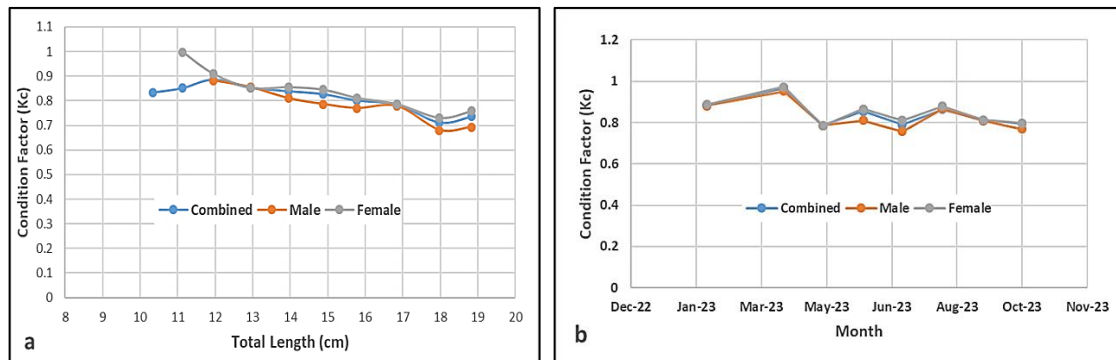 1.1
1
0.9
0.8
0.7
0.6
0.5
0.4
0.3
0.2
0.1
0
Condition Factor (Kc)
Combined Male Female
8 9 10 11 12 13 14 15 16 17 18 19 20
Total Length (cm)
a
1.2
1
0.8
0.6
0.4
0.2
0
Condition Factor (Kc)
Combined Male Female
Dec-22 Jan-23 Mar-23 May-23 Jun-23 Aug-23 Oct-23 Nov-23
Month
b